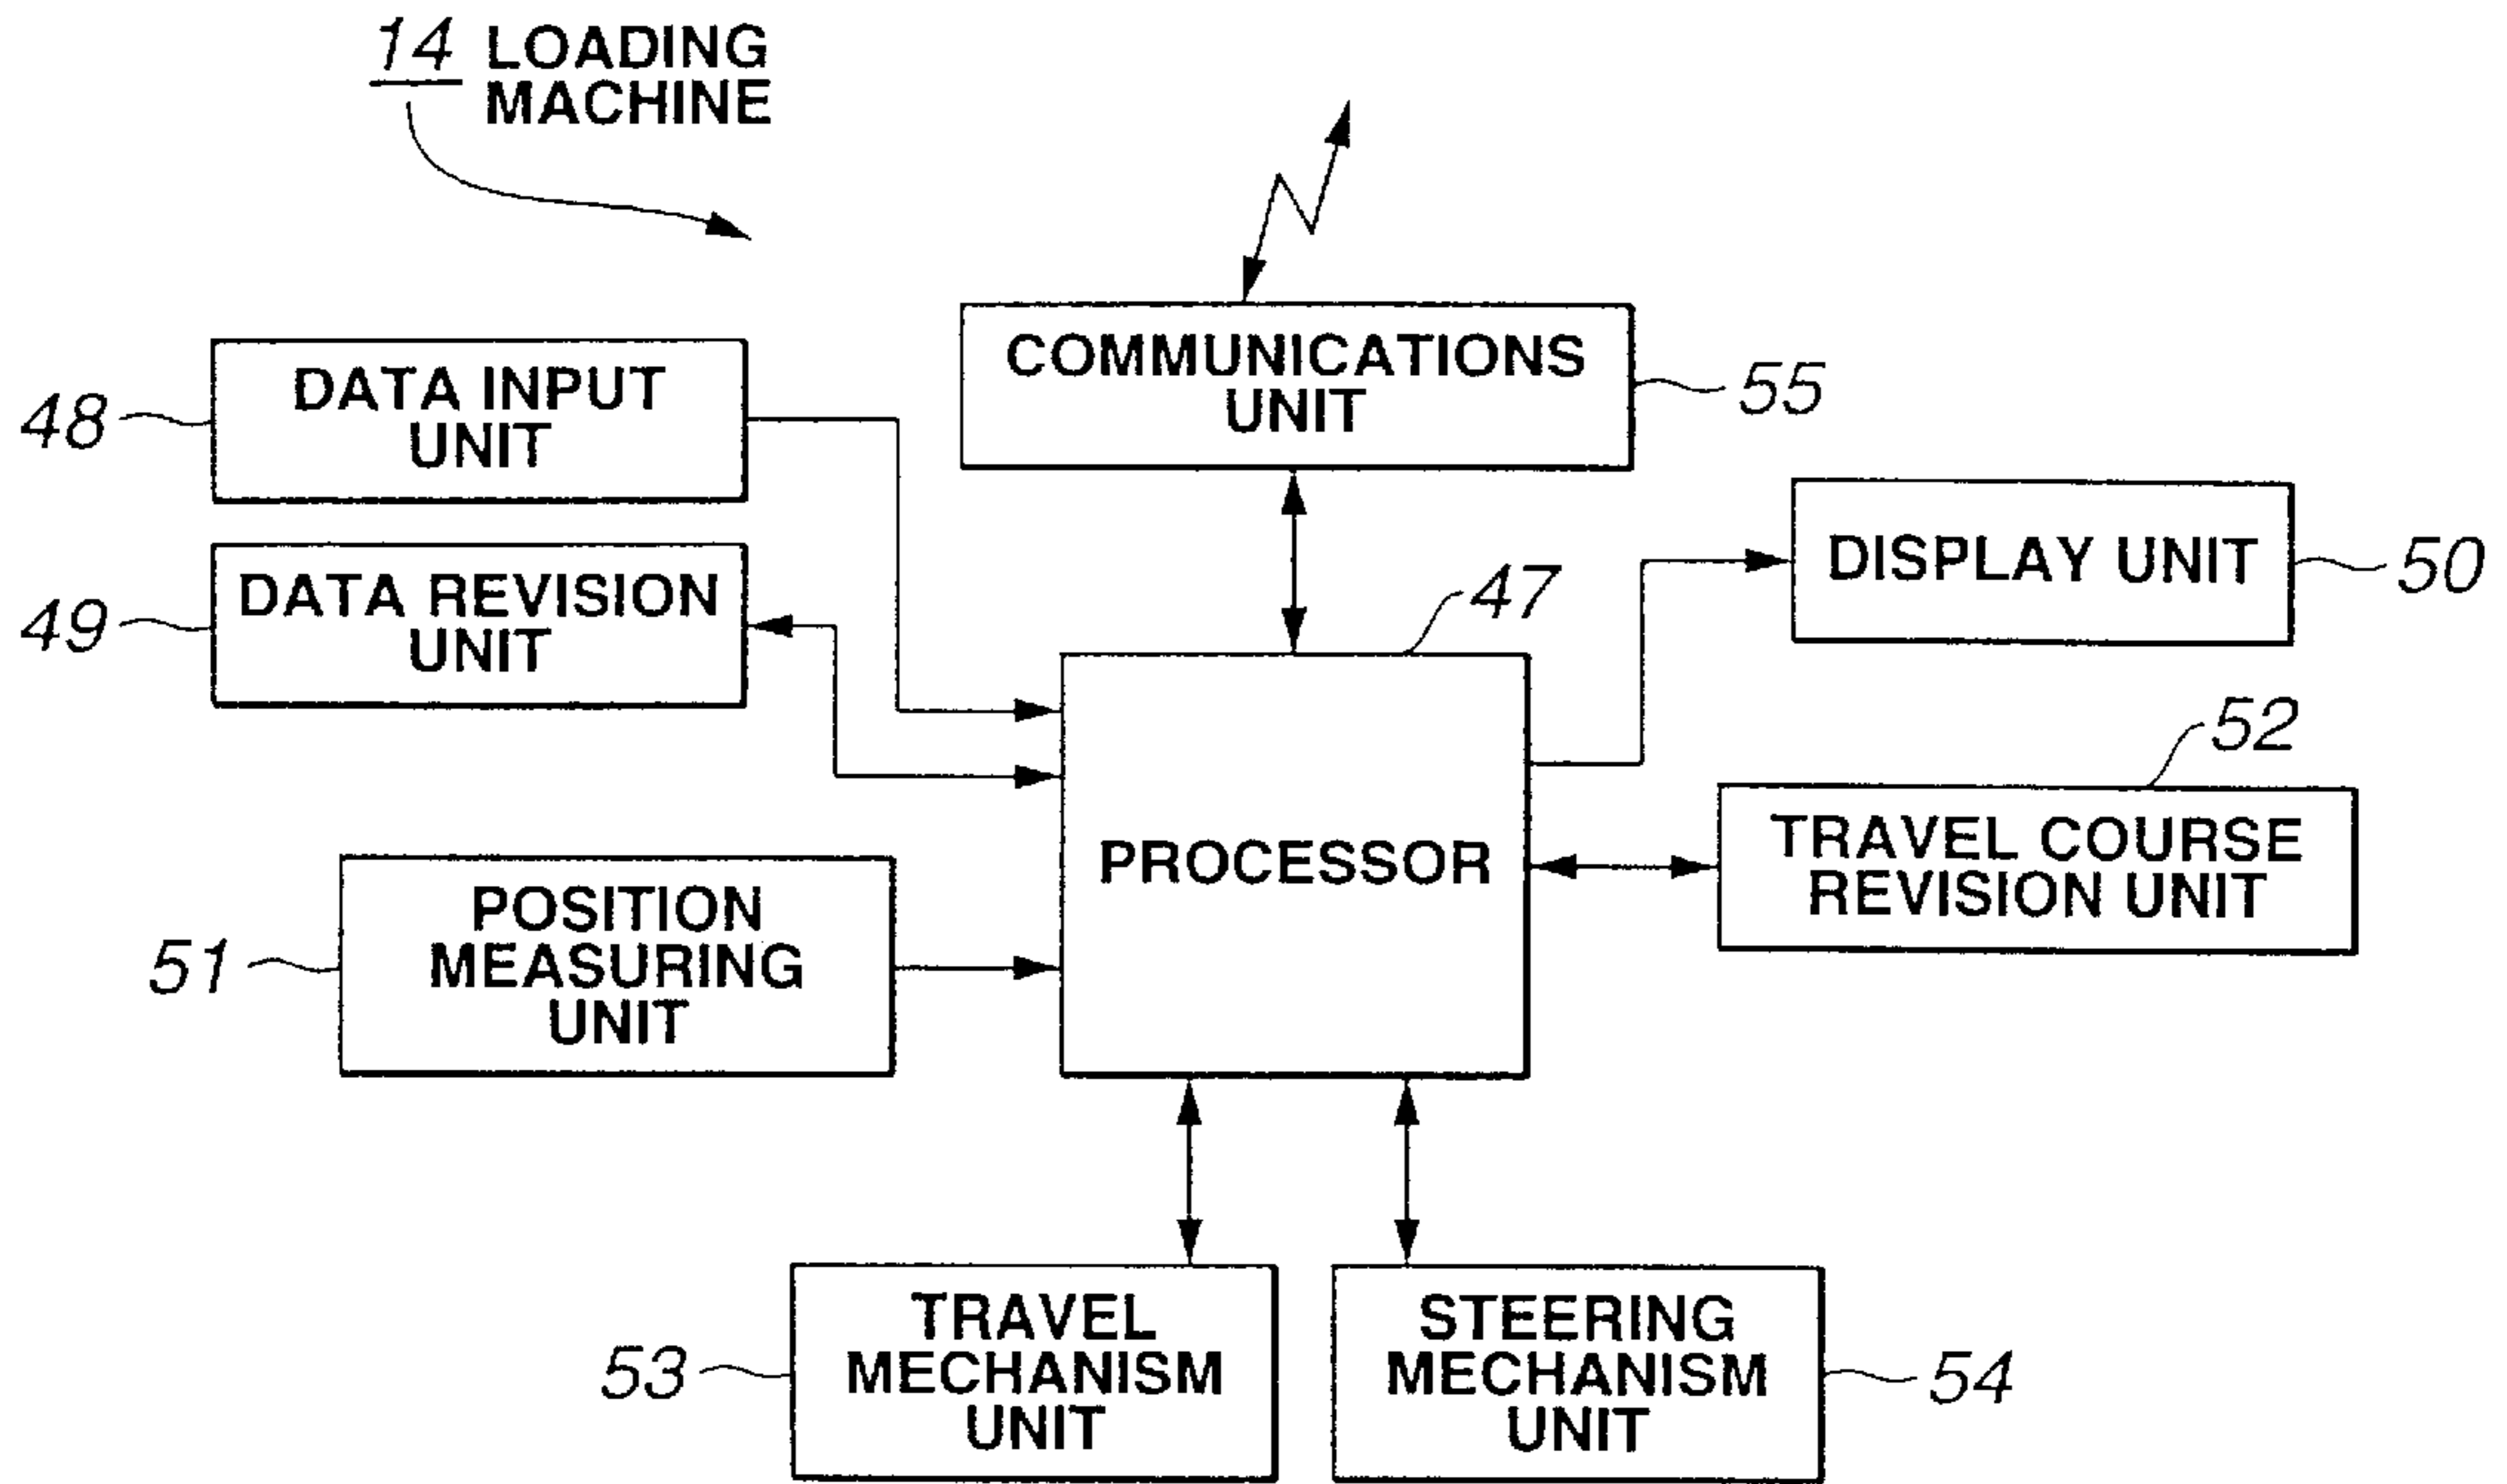 14 LOADING
MACHINE
COMMUNICATIONS
UNIT
55
48
DATA INPUT
UNIT
49
DATA REVISION
UNIT
DISPLAY UNIT
50
47
PROCESSOR
52
TRAVEL COURSE
REVISION UNIT
51
POSITION
MEASURING
UNIT
53
TRAVEL
MECHANISM
UNIT
STEERING
MECHANISM
UNIT
54